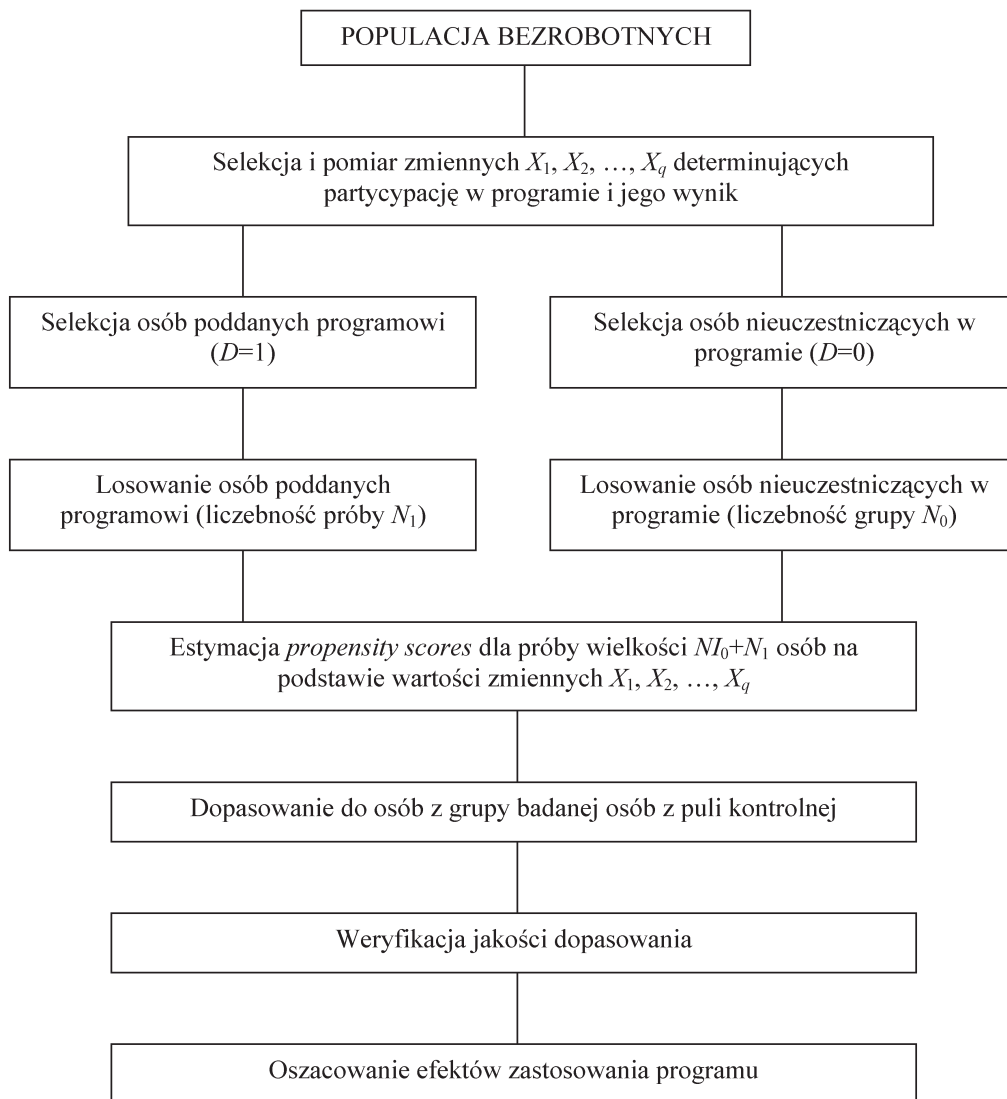 POPULACJA BEZROBOTNYCH
Selekcja i pomiar zmiennych X₁, X₂, …, X_q determinujących
partycypację w programie i jego wynik
Selekcja osób poddanych programowi
(D=1)
Selekcja osób nieuczestniczących w
programie (D=0)
Losowanie osób poddanych
programowi (liczebność próby N₁)
Losowanie osób nieuczestniczących w
programie (liczebność grupy N₀)
Estymacja propensity scores dla próby wielkości NI₀+N₁ osób na
podstawie wartości zmiennych X₁, X₂, …, X_q
Dopasowanie do osób z grupy badanej osób z puli kontrolnej
Weryfikacja jakości dopasowania
Oszacowanie efektów zastosowania programu